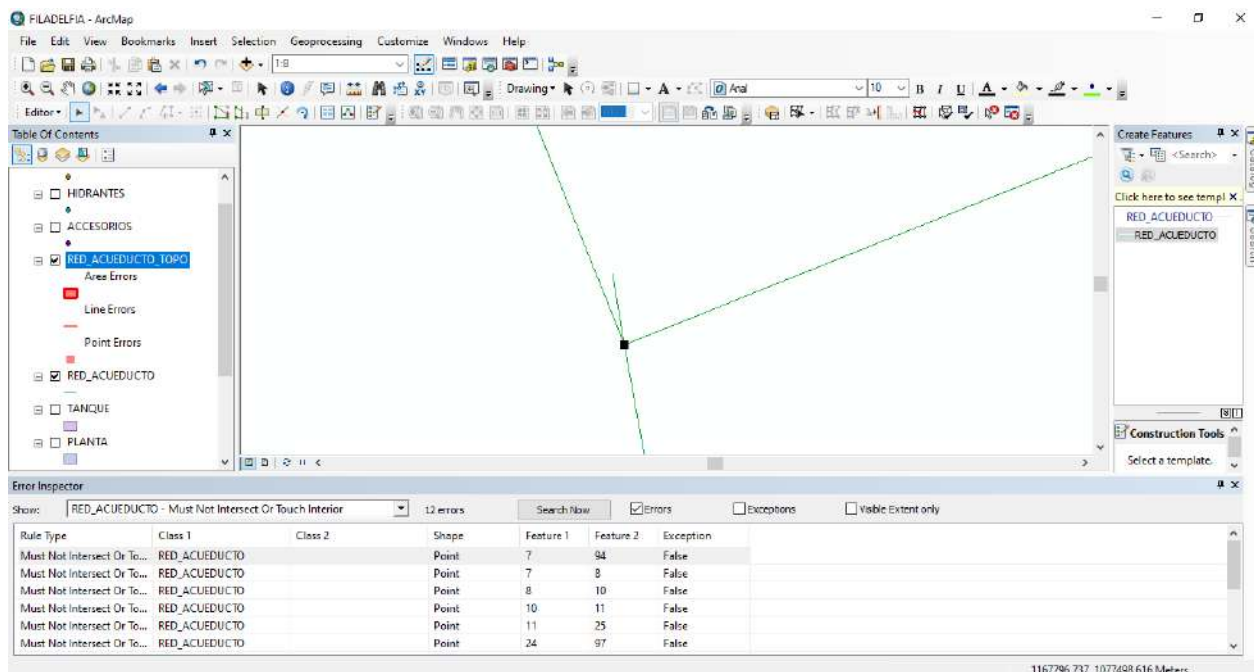 FILADELFIA - ArcMap
File Edit View Bookmarks Insert Selection Geoprocessing Customize Windows Help
1:8
Drawing
Arial
10
B I U A
Editor
Table Of Contents
HIDRANTES
ACCESORIOS
RED_ACUEDUCTO_TOPO
Area Errors
Line Errors
Point Errors
RED_ACUEDUCTO
TANQUE
PLANTA
Create Features
<Search>
Click here to see templ
RED_ACUEDUCTO
RED_ACUEDUCTO
Construction Tools
Select a template.
Error Inspector
Show: RED_ACUEDUCTO - Must Not Intersect Or Touch Interior 12 errors Search Now Errors Exceptions Visible Extent only
Rule Type Class 1 Class 2 Shape Feature 1 Feature 2 Exception
Must Not Intersect Or To... RED_ACUEDUCTO Point 7 94 False
Must Not Intersect Or To... RED_ACUEDUCTO Point 7 8 False
Must Not Intersect Or To... RED_ACUEDUCTO Point 8 10 False
Must Not Intersect Or To... RED_ACUEDUCTO Point 10 11 False
Must Not Intersect Or To... RED_ACUEDUCTO Point 11 25 False
Must Not Intersect Or To... RED_ACUEDUCTO Point 24 97 False
1167796,737 1077498,616 Meters